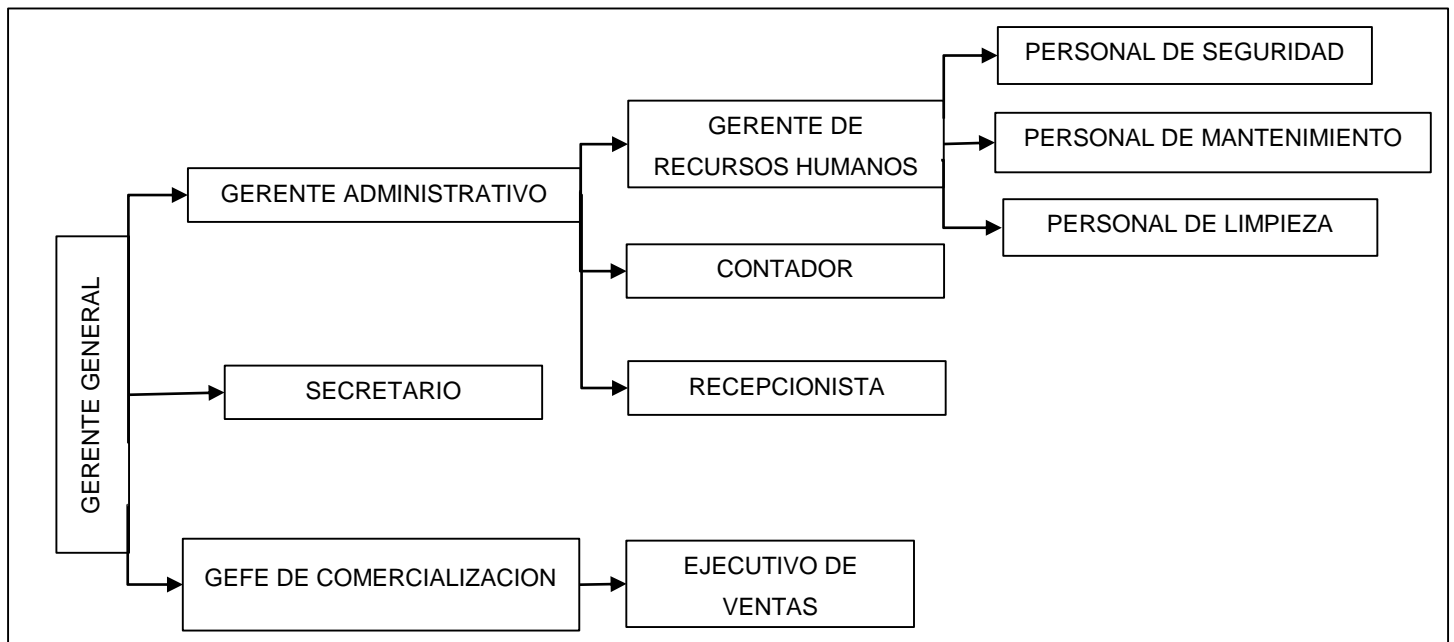 PERSONAL DE SEGURIDAD
GERENTE DE
RECURSOS HUMANOS
PERSONAL DE MANTENIMIENTO
GERENTE ADMINISTRATIVO
PERSONAL DE LIMPIEZA
CONTADOR
GERENTE GENERAL
SECRETARIO
RECEPCIONISTA
GEFE DE COMERCIALIZACION
EJECUTIVO DE
VENTAS